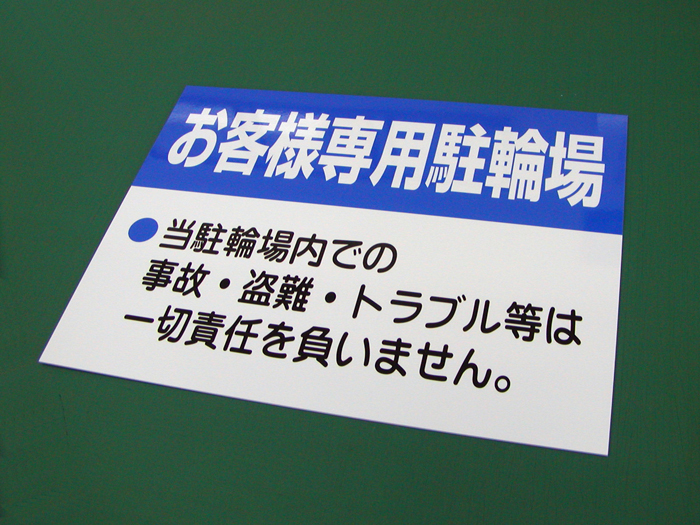 お客様専用駐輪場
●当駐輪場内での
事故・盗難・トラブル等は
一切責任を負いません。